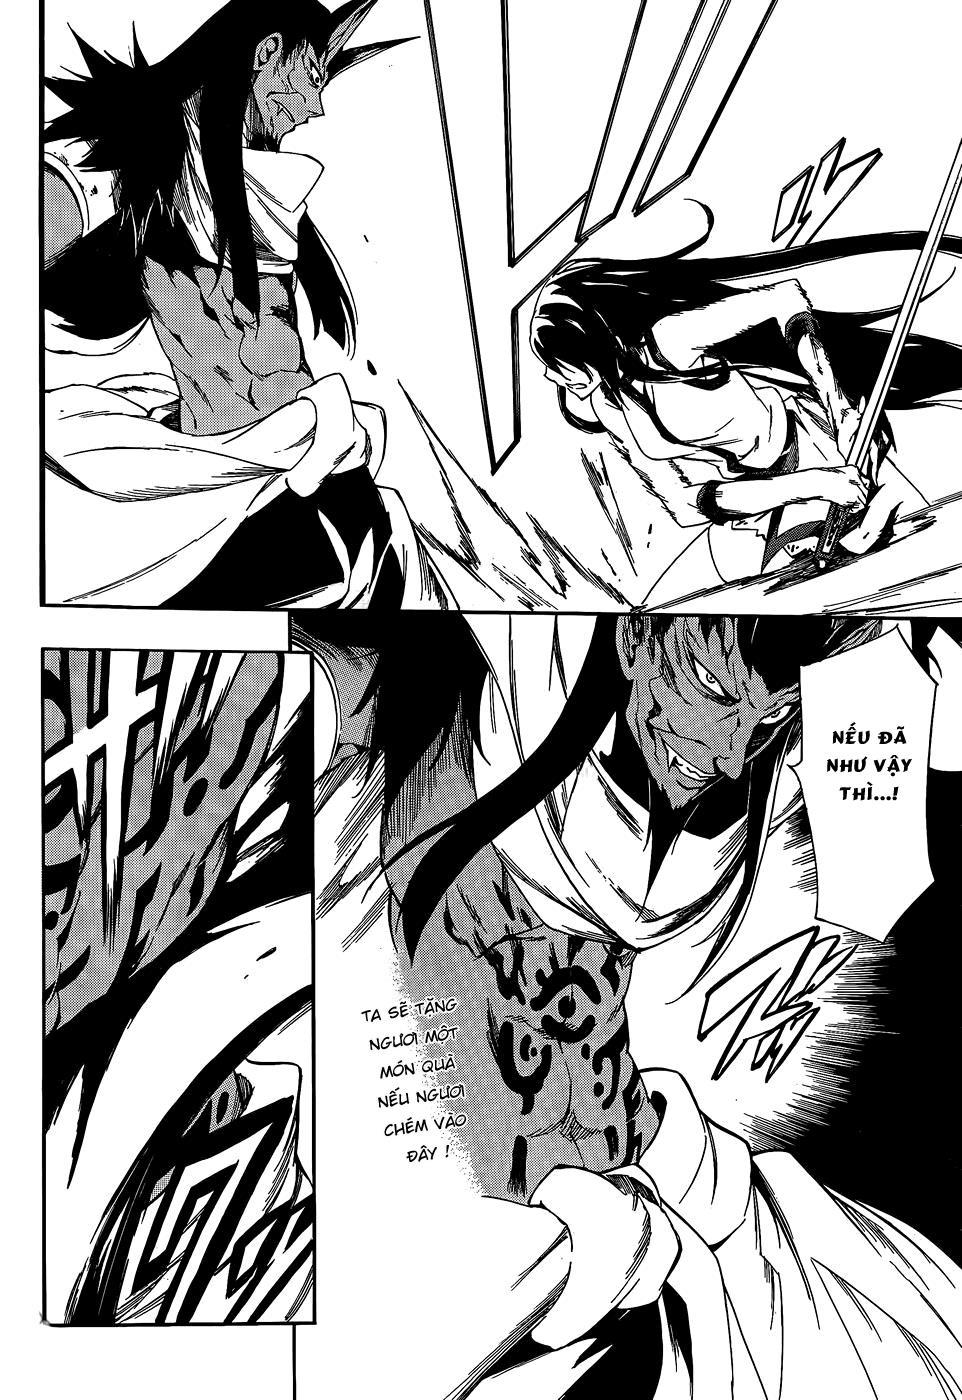 NẾU ĐÃ
NHƯ VẬY
THÌ...!
TA SẼ TẶNG
NGƯƠI MỘT
MÓN QUÀ
NẾU NGƯƠI
CHÉM VÀO
ĐÂY !